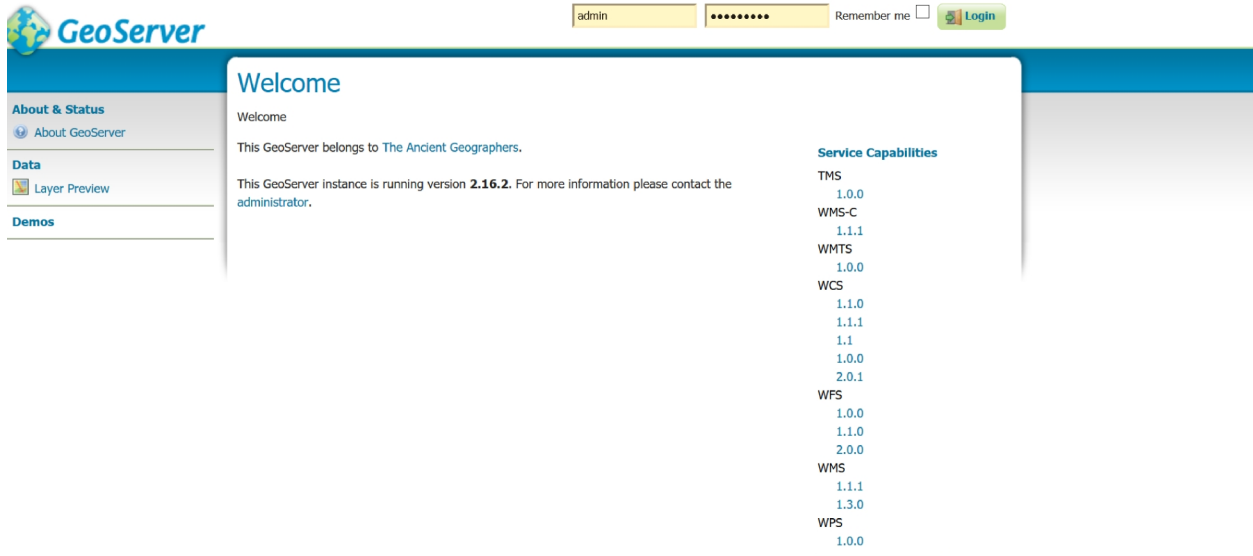 GeoServer
admin
•••••••••
Remember me
Login
About & Status
About GeoServer
Data
Layer Preview
Demos
Welcome
Welcome
This GeoServer belongs to The Ancient Geographers.
This GeoServer instance is running version 2.16.2. For more information please contact the
administrator.
Service Capabilities
TMS
1.0.0
WMS-C
1.1.1
WMTS
1.0.0
WCS
1.1.0
1.1.1
1.1
1.0.0
2.0.1
WFS
1.0.0
1.1.0
2.0.0
WMS
1.1.1
1.3.0
WPS
1.0.0